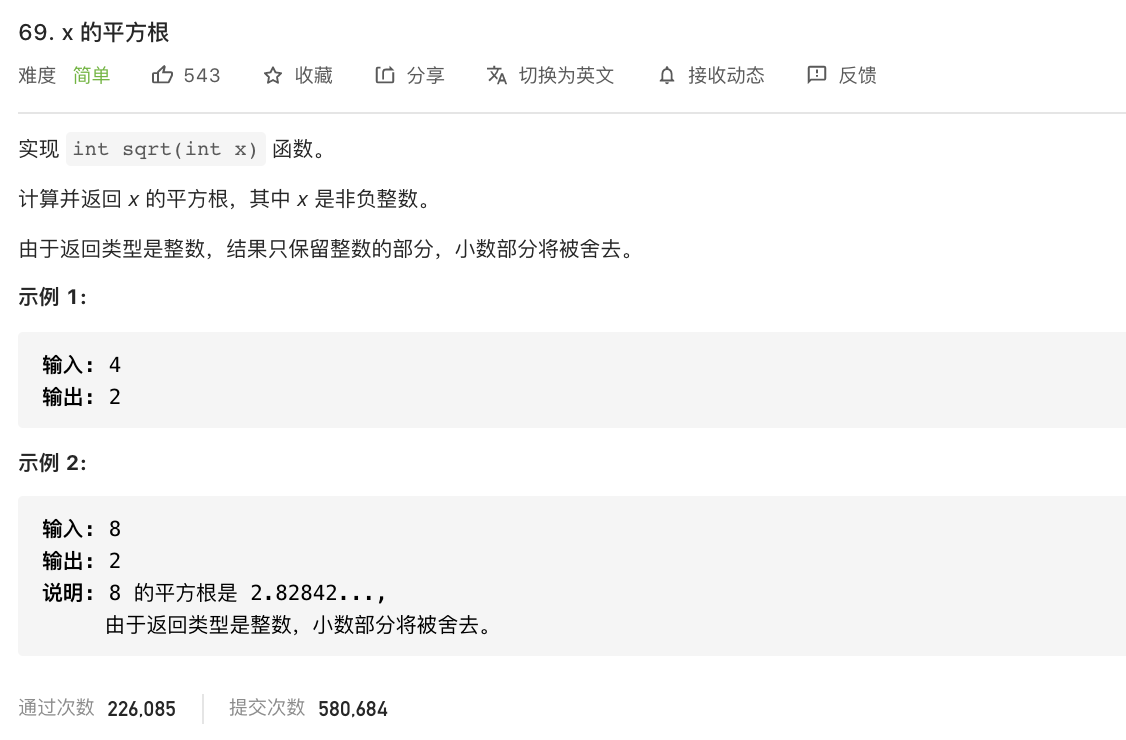 69. x 的平方根
难度 简单 543 收藏 分享 切换为英文 接收动态 反馈
实现 int sqrt(int x) 函数。
计算并返回 x 的平方根，其中 x 是非负整数。
由于返回类型是整数，结果只保留整数的部分，小数部分将被舍去。
示例 1:
输入: 4
输出: 2
示例 2:
输入: 8
输出: 2
说明: 8 的平方根是 2.82842...,
由于返回类型是整数，小数部分将被舍去。
通过次数 226,085 提交次数 580,684